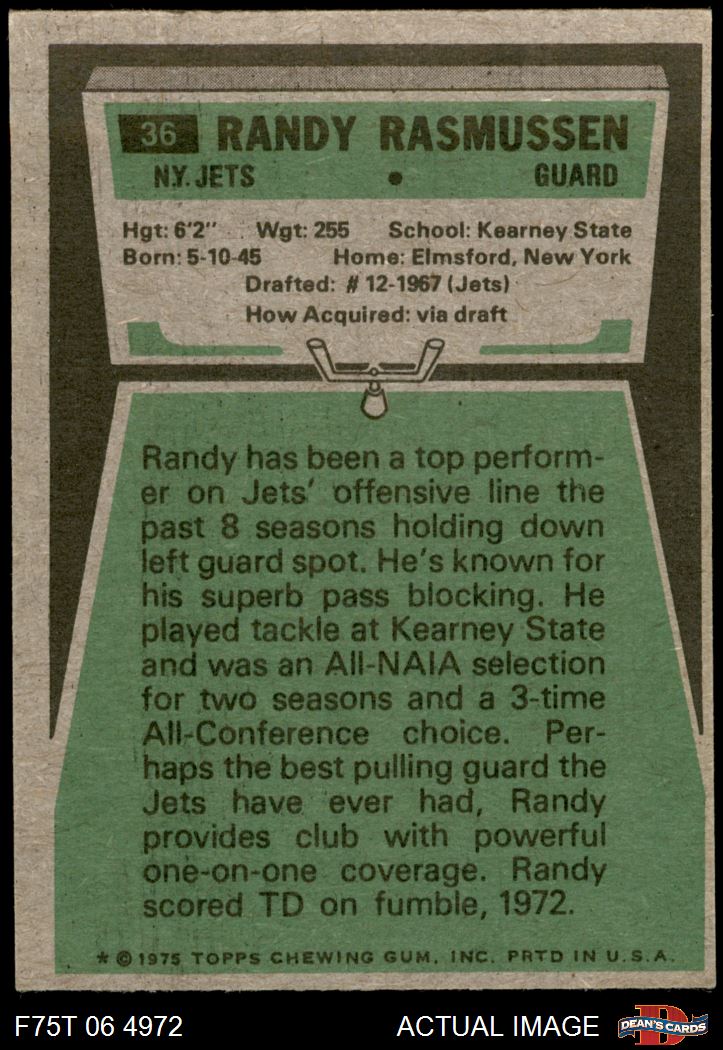 36 RANDY RASMUSSEN
N.Y. JETS • GUARD
Hgt: 6'2" Wgt: 255 School: Kearney State
Born: 5-10-45 Home: Elmsford, New York
Drafted: # 12-1967 (Jets)
How Acquired: via draft
Randy has been a top perform-
er on Jets' offensive line the
past 8 seasons holding down
left guard spot. He's known for
his superb pass blocking. He
played tackle at Kearney State
and was an All-NAIA selection
for two seasons and a 3-time
All-Conference choice. Per-
haps the best pulling guard the
Jets have ever had, Randy
provides club with powerful
one-on-one coverage. Randy
scored TD on fumble, 1972.
* © 1975 TOPPS CHEWING GUM, INC. PRTD IN U.S.A.
F75T 06 4972 ACTUAL IMAGE D DEAN'S CARDS